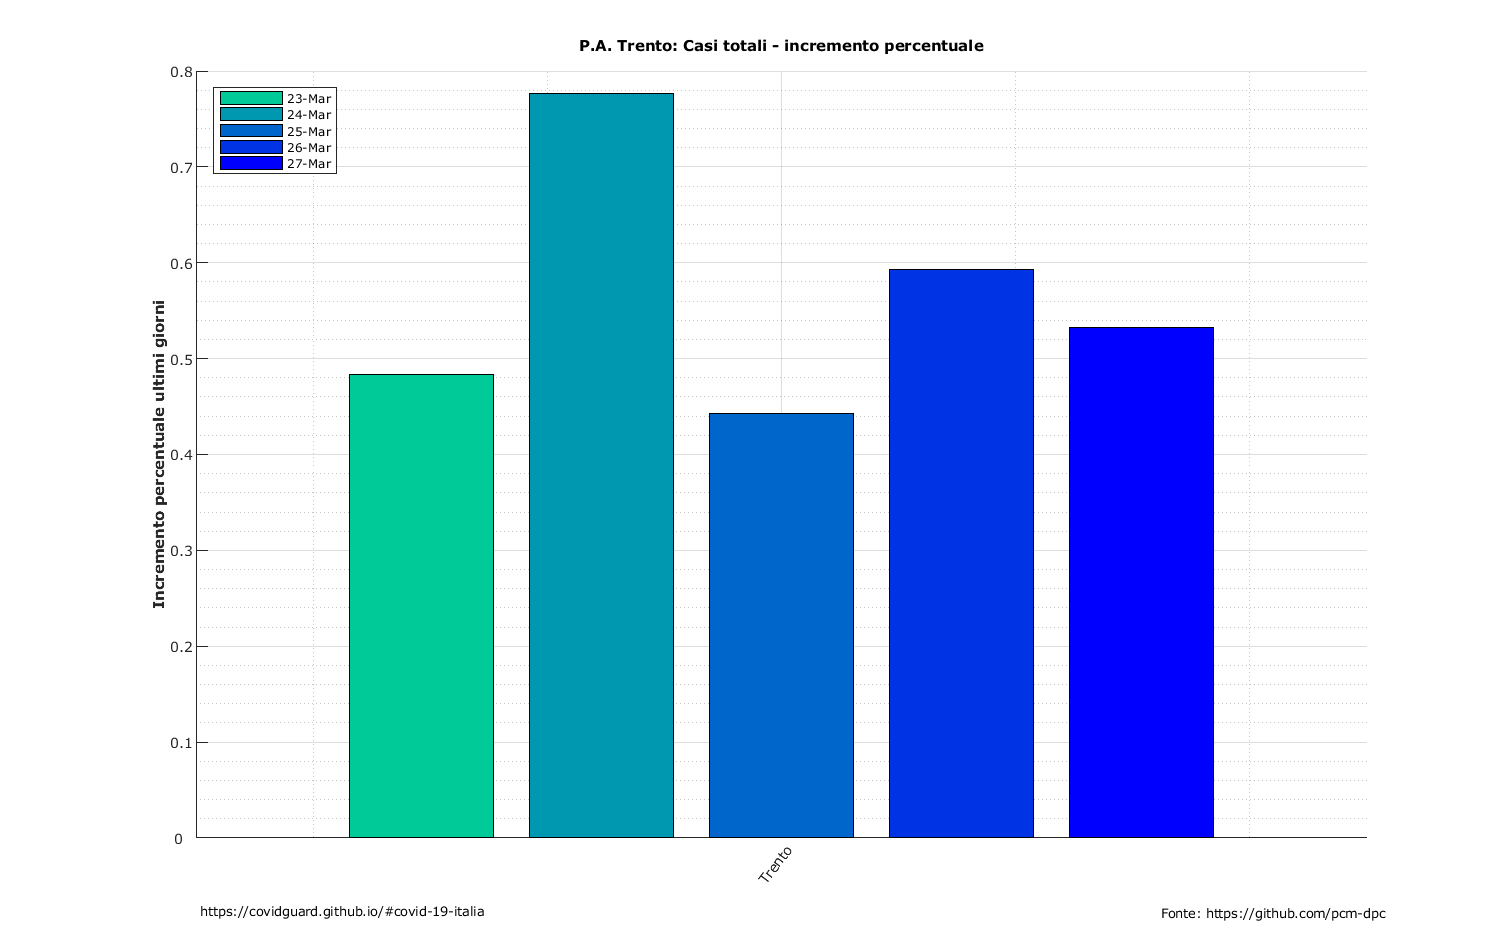 P.A. Trento: Casi totali - incremento percentuale
0.8
0.7
0.6
0.5
0.4
0.3
0.2
0.1
0
Incremento percentuale ultimi giorni
23-Mar
24-Mar
25-Mar
26-Mar
27-Mar
Trento
https://covidguard.github.io/#covid-19-italia
Fonte: https://github.com/pcm-dpc